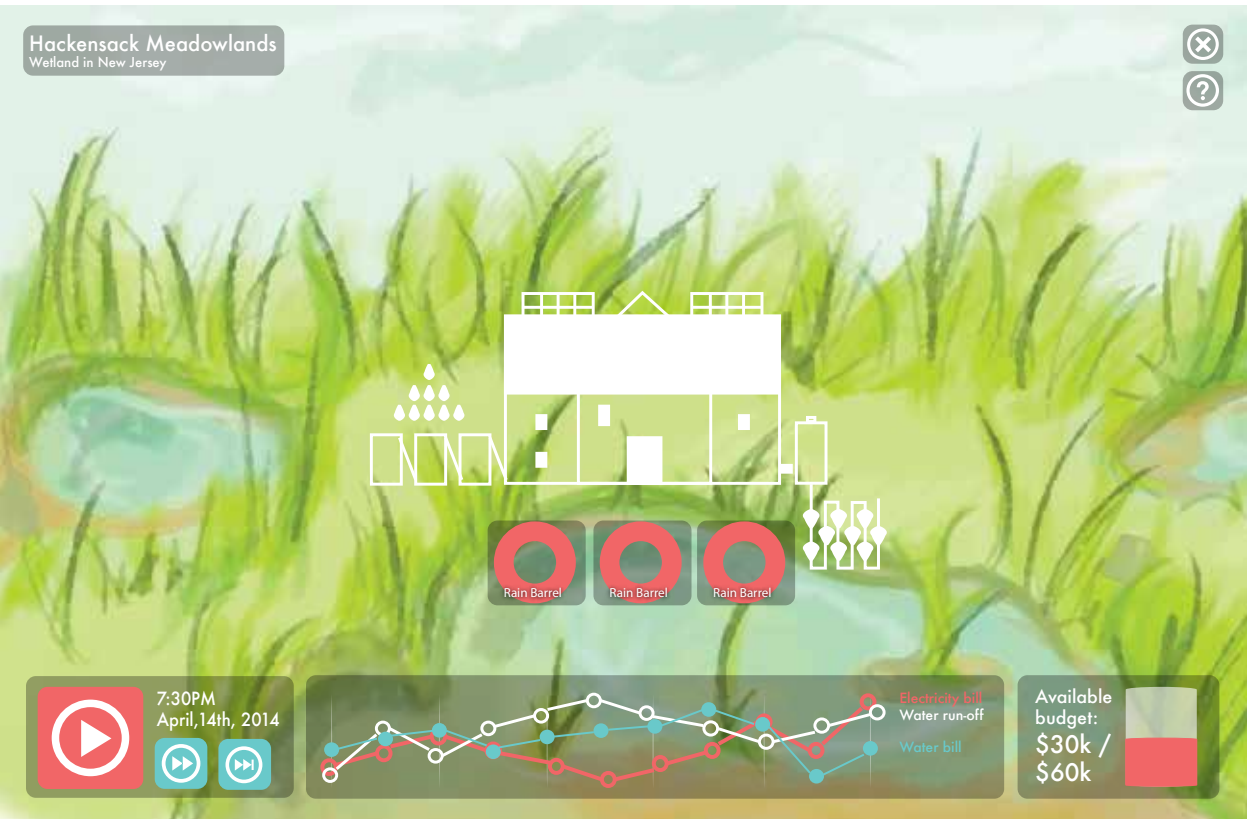 Hackensack Meadowlands
Wetland in New Jersey
?
Rain Barrel
Rain Barrel
Rain Barrel
7:30PM
April,14th, 2014
Electricity bill
Water run-off
Water bill
Available
budget:
$30k /
$60k